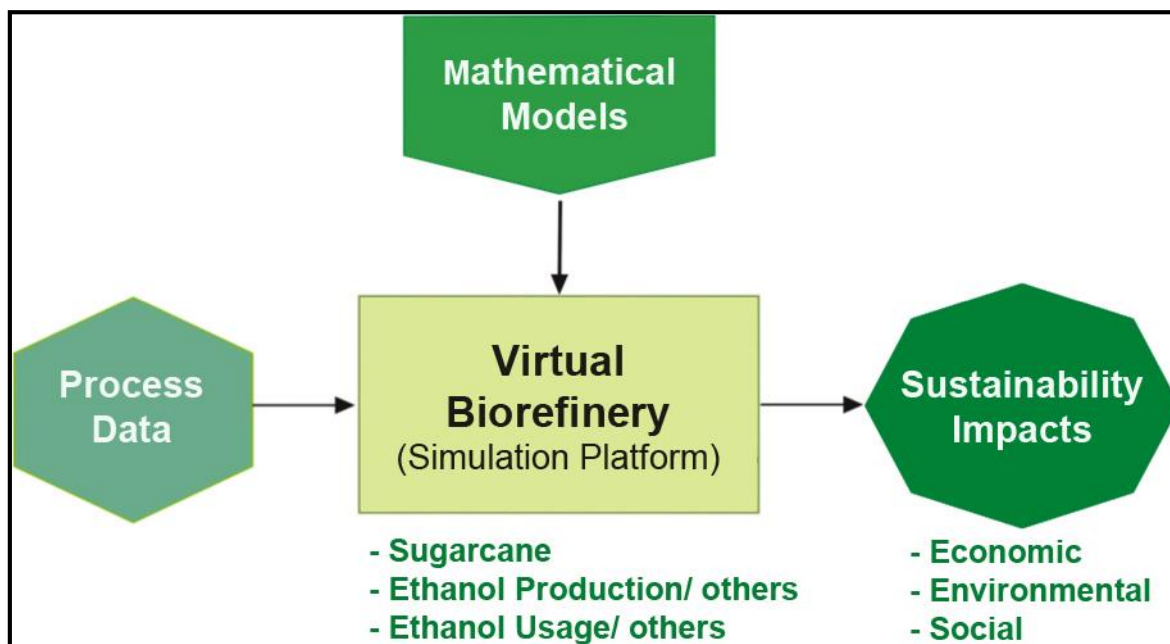 Mathematical
Models
Process
Data
Virtual
Biorefinery
(Simulation Platform)
Sustainability
Impacts
- Sugarcane
- Ethanol Production/ others
- Ethanol Usage/ others
- Economic
- Environmental
- Social